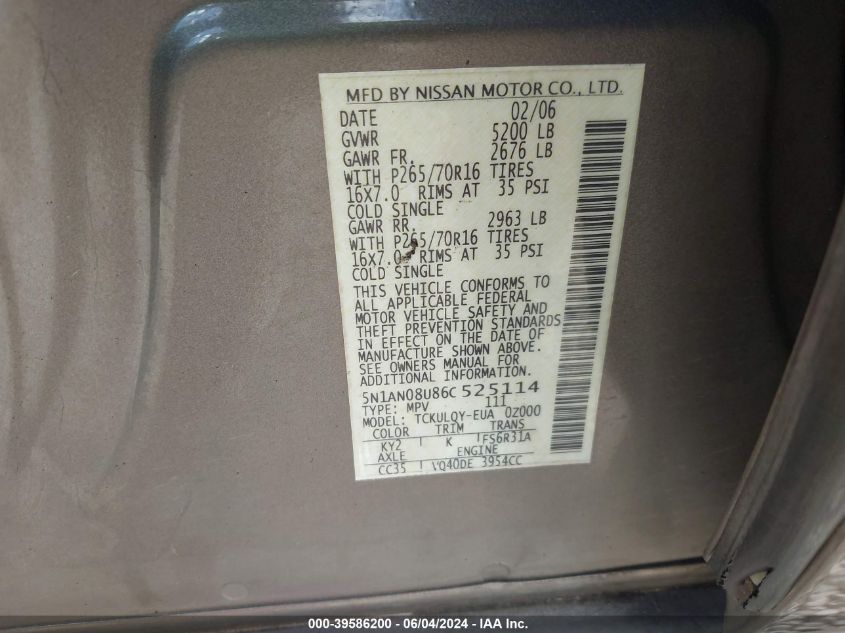 MFD BY NISSAN MOTOR CO., LTD.
DATE 02/06
GVWR 5200 LB
GAWR FR. 2676 LB
WITH P265/70R16 TIRES
16X7.0 RIMS AT 35 PSI
COLD SINGLE
GAWR RR. 2963 LB
WITH P265/70R16 TIRES
16X7.0 RIMS AT 35 PSI
COLD SINGLE
THIS VEHICLE CONFORMS TO
ALL APPLICABLE FEDERAL
MOTOR VEHICLE SAFETY AND
THEFT PREVENTION STANDARDS
IN EFFECT ON THE DATE OF
MANUFACTURE SHOWN ABOVE.
SEE OWNERS MANUAL FOR
ADDITIONAL INFORMATION.
5N1AN08U86C 525114
TYPE: MPV 111
MODEL: TCKULQY-EUA 0Z000
COLOR TRIM TRANS
KY2 K FS6R31A
AXLE ENGINE
CC35 VQ40DE 3954CC
000-39586200 - 06/04/2024 - IAA Inc.